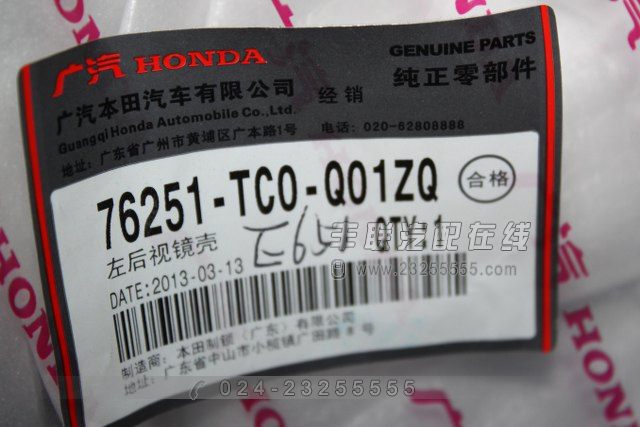 广汽 HONDA
GENUINE PARTS
纯正零部件
广汽本田汽车有限公司 经销
Guangqi Honda Automobile Co.,Ltd.
地址：广东省广州市黄埔区广本路1号 电话：020-62808888
76251-TC0-Q01ZQ 合格
左后视镜壳 E651 QTY:1
DATE:2013-03-13
丰联汽配在线
www.23255555.com
制造商：本田制锁（广东）有限公司
地址：广东省中山市小榄镇广田路8号
024-23255555
广汽 HONDA